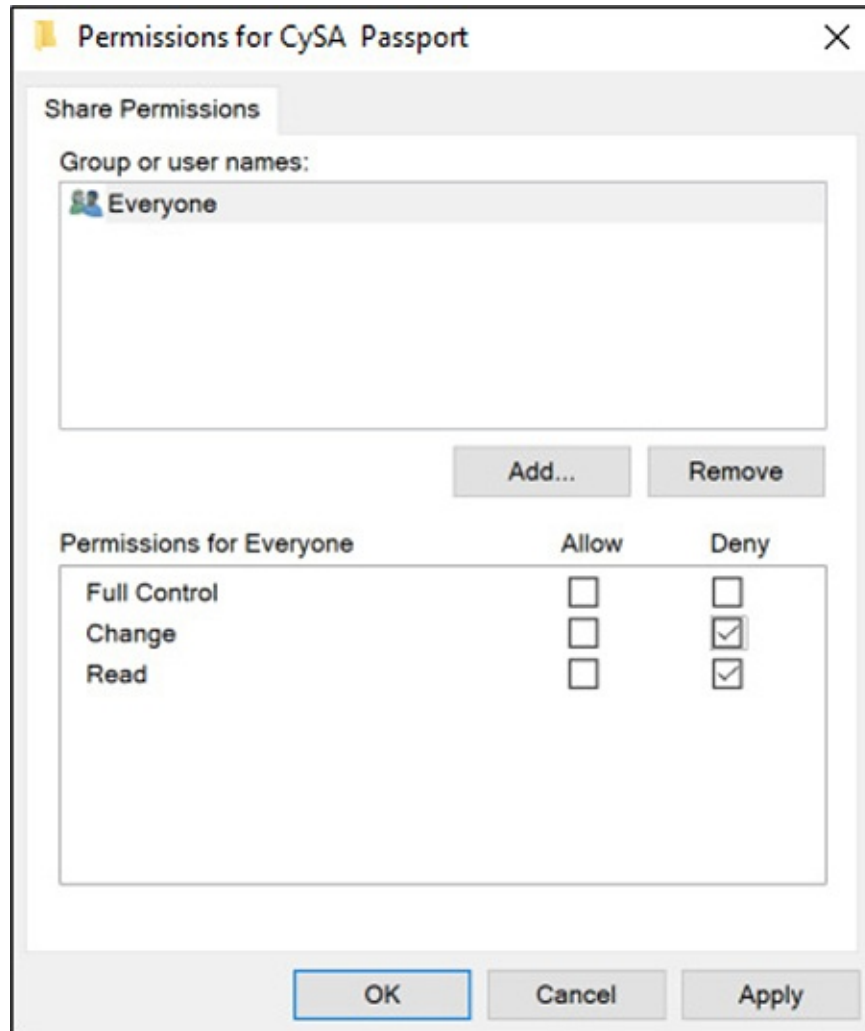 Permissions for CySA Passport
Share Permissions
Group or user names:
Everyone
Add... Remove
Permissions for Everyone Allow Deny
Full Control
Change
Read
OK Cancel Apply